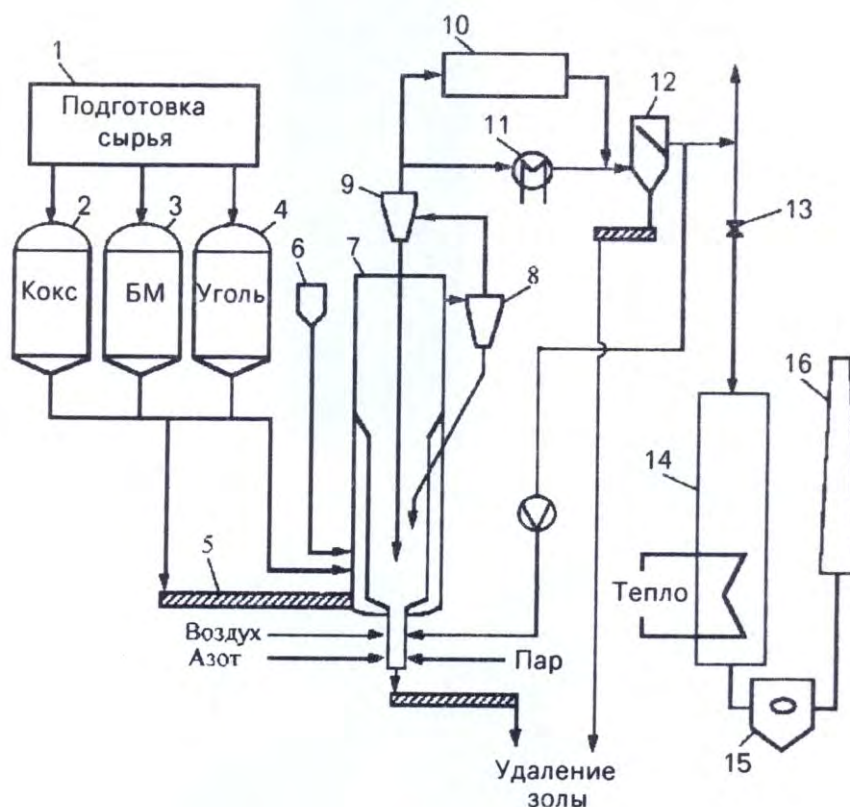 1
Подготовка
сырья
2
3
4
Кокс
БМ
Уголь
5
6
7
8
9
10
11
12
13
14
Тепло
15
16
Воздух
Азот
Пар
Удаление
золы